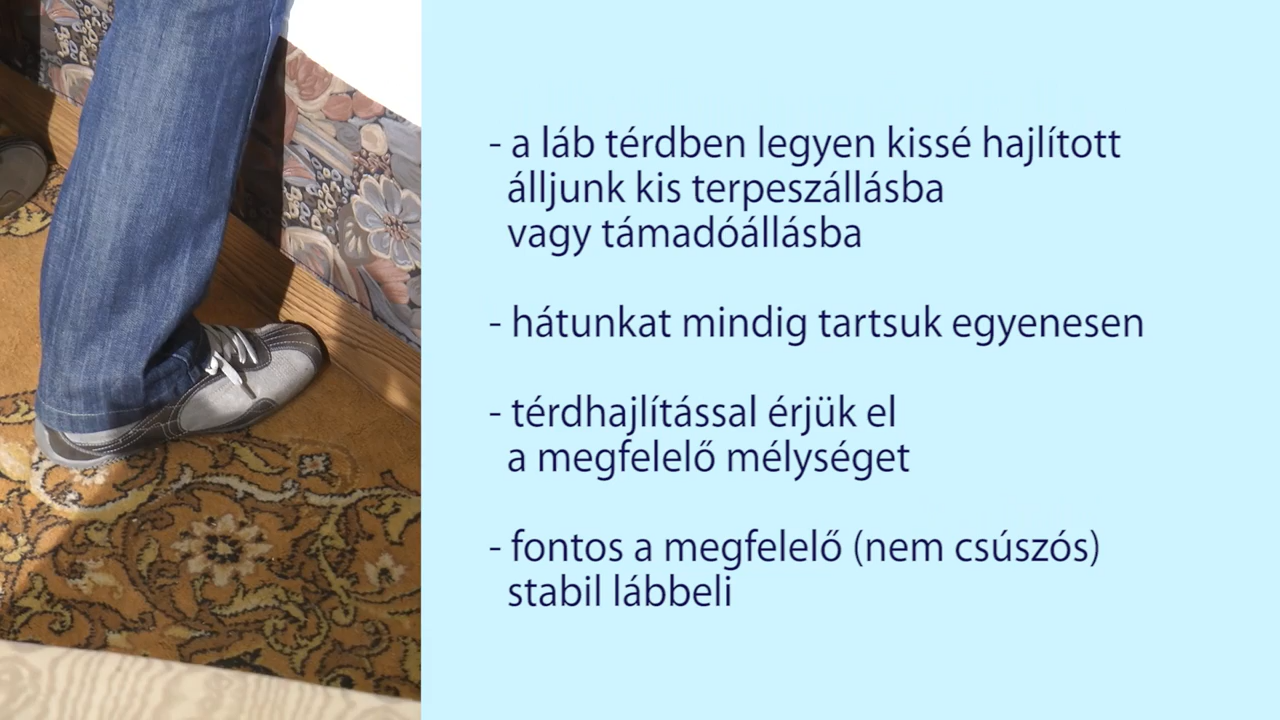 - a láb térdben legyen kissé hajlított
álljunk kis terpeszállásba
vagy támadóállásba
- hátunkat mindig tartsuk egyenesen
- térdhajlítással érjük el
a megfelelő mélységet
- fontos a megfelelő (nem csúszós)
stabil lábbeli